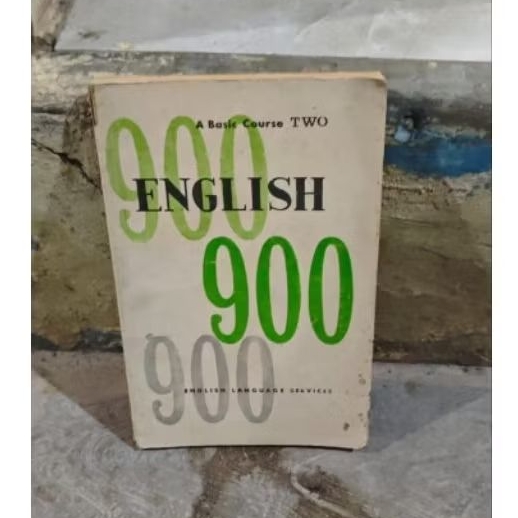 A Basic Course TWO
900
ENGLISH
900
900
ENGLISH LANGUAGE SERVICES